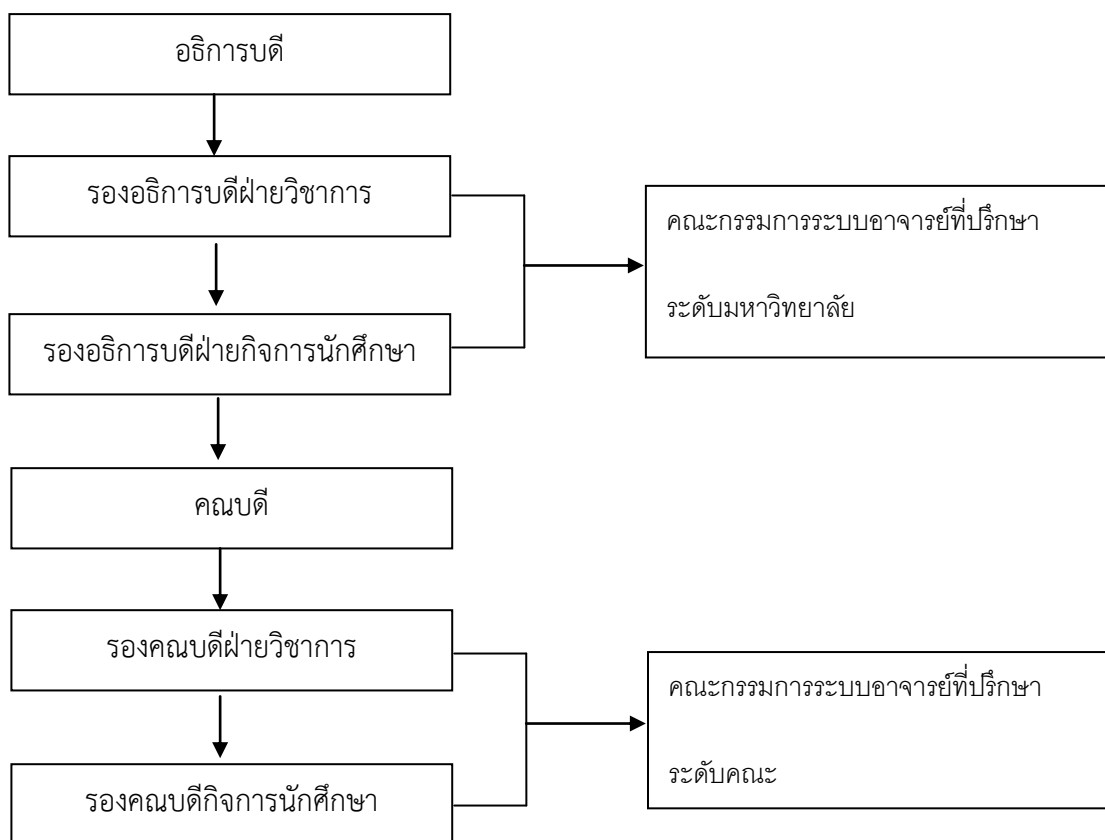 อธิการบดี
รองอธิการบดีฝ่ายวิชาการ
คณะกรรมการระบบอาจารย์ที่ปรึกษา
ระดับมหาวิทยาลัย
รองอธิการบดีฝ่ายกิจการนักศึกษา
คณบดี
รองคณบดีฝ่ายวิชาการ
คณะกรรมการระบบอาจารย์ที่ปรึกษา
ระดับคณะ
รองคณบดีกิจการนักศึกษา